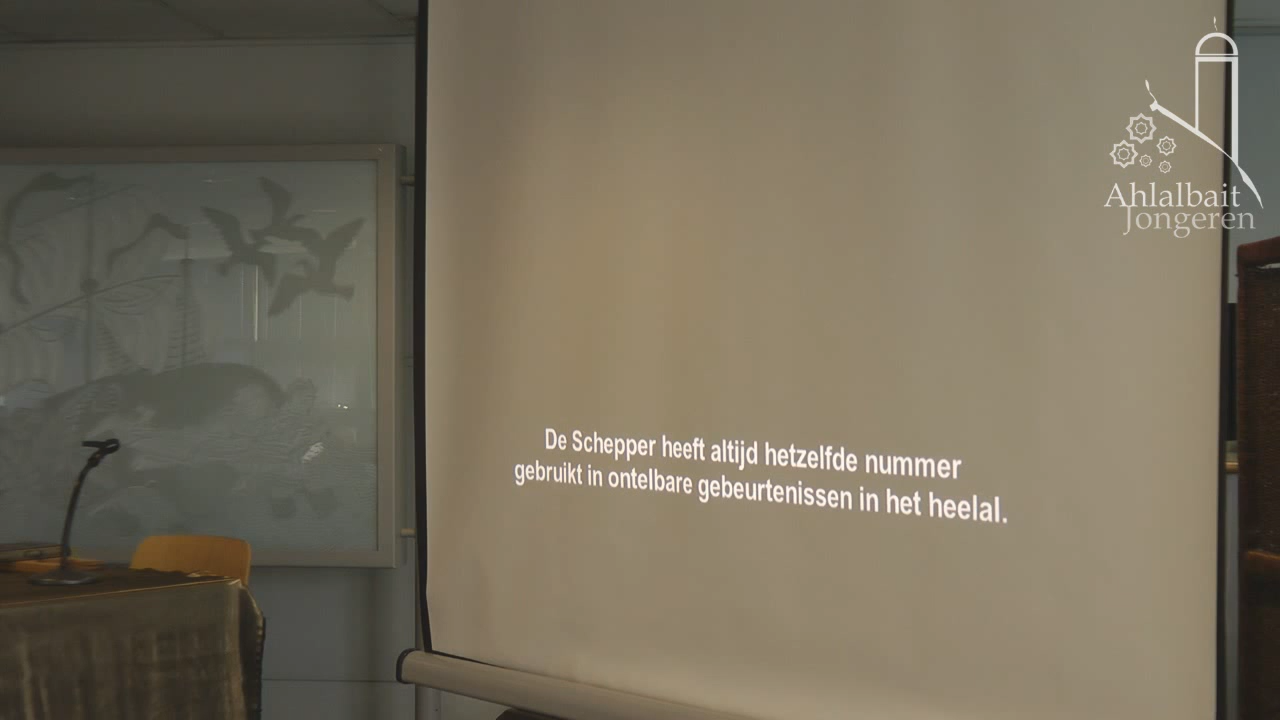 Ahlalbait
Jongeren
De Schepper heeft altijd hetzelfde nummer
gebruikt in ontelbare gebeurtenissen in het heelal.